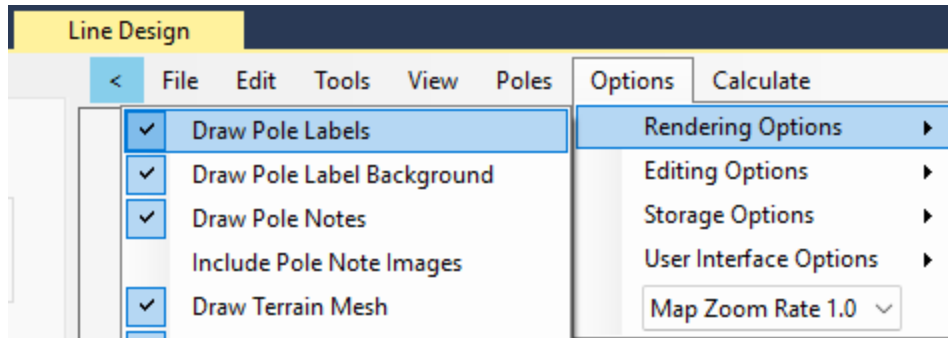 Line Design
< File Edit Tools View Poles Options Calculate
Draw Pole Labels
Draw Pole Label Background
Draw Pole Notes
Include Pole Note Images
Draw Terrain Mesh
Rendering Options
Editing Options
Storage Options
User Interface Options
Map Zoom Rate 1.0